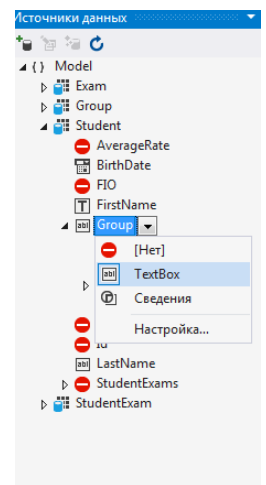 Источники данных
{ } Model
Exam
Group
Student
AverageRate
BirthDate
FIO
FirstName
Group
[Нет]
TextBox
Сведения
Настройка...
Id
LastName
StudentExams
StudentExam